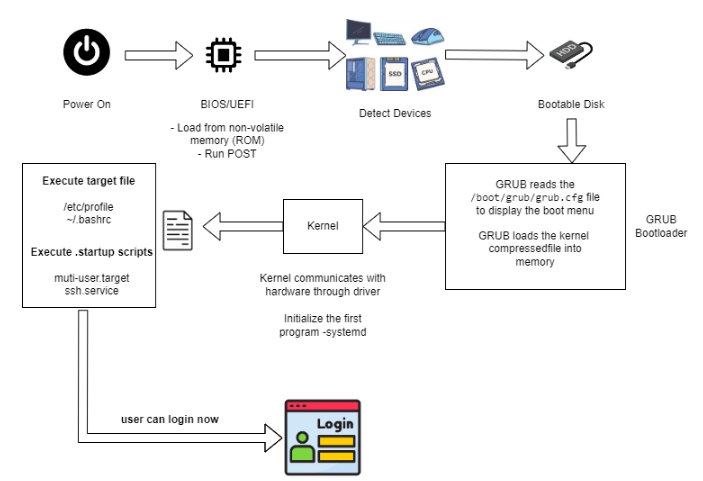 Power On
BIOS/UEFI
- Load from non-volatile
memory (ROM)
- Run POST
SSD
CPU
Detect Devices
HDD
Bootable Disk
GRUB reads the
/boot/grub/grub.cfg file
to display the boot menu
GRUB loads the kernel
compressedfile into
memory
GRUB
Bootloader
Kernel
Kernel communicates with
hardware through driver
Initialize the first
program -systemd
Execute target file
/etc/profile
~/.bashrc
Execute .startup scripts
muti-user.target
ssh.service
user can login now
Login